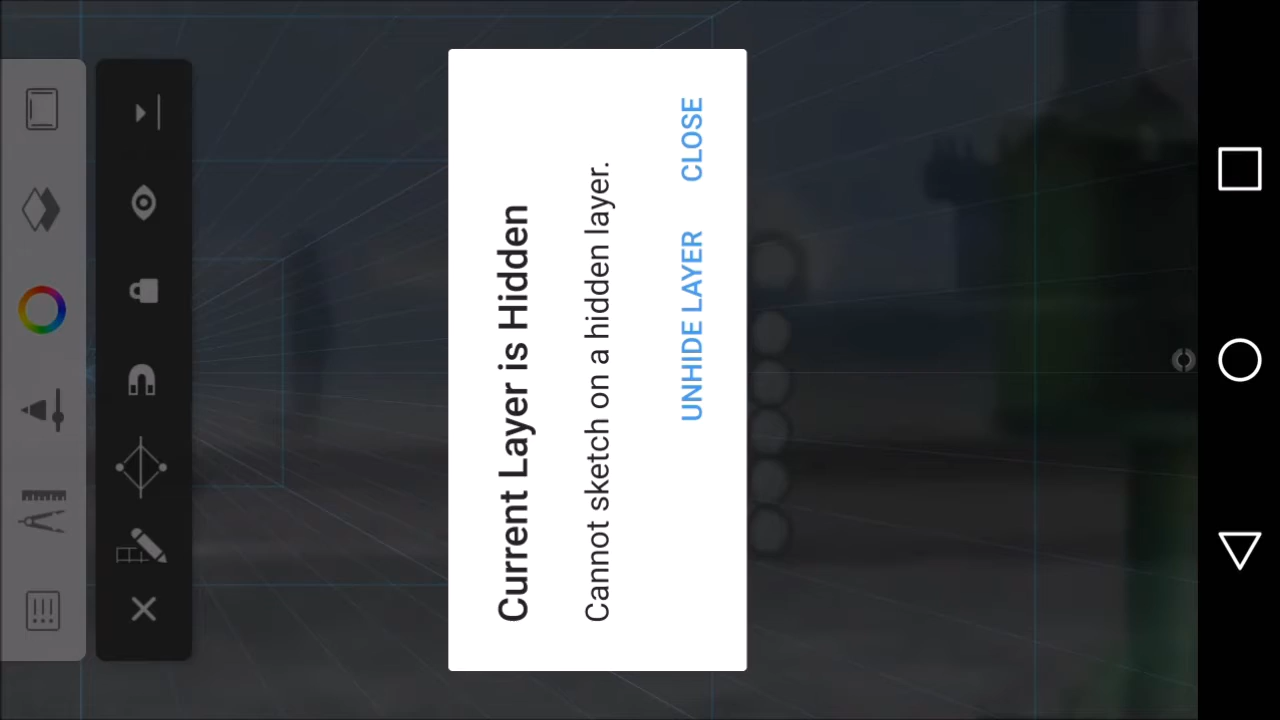 Current Layer is Hidden
Cannot sketch on a hidden layer.
UNHIDE LAYER CLOSE